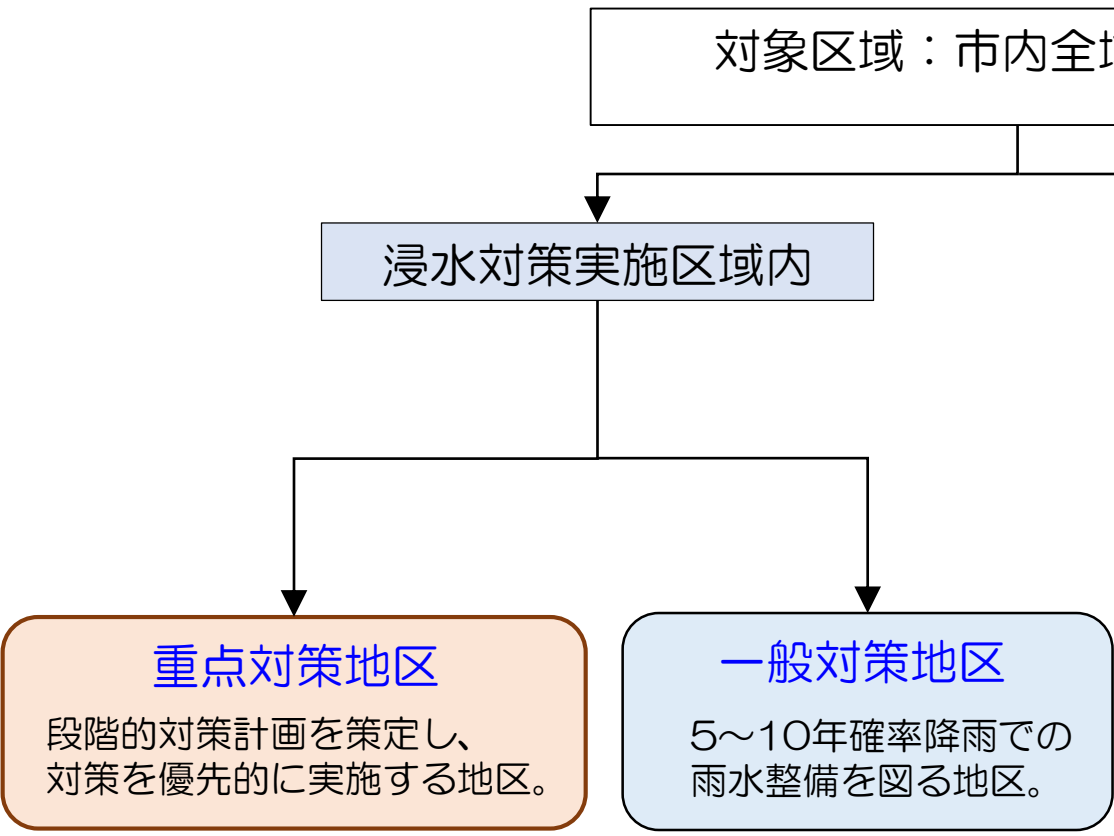 対象区域：市内全
浸水対策実施区域内
重点対策地区
段階的対策計画を策定し、
対策を優先的に実施する地区。
一般対策地区
5～10年確率降雨での
雨水整備を図る地区。